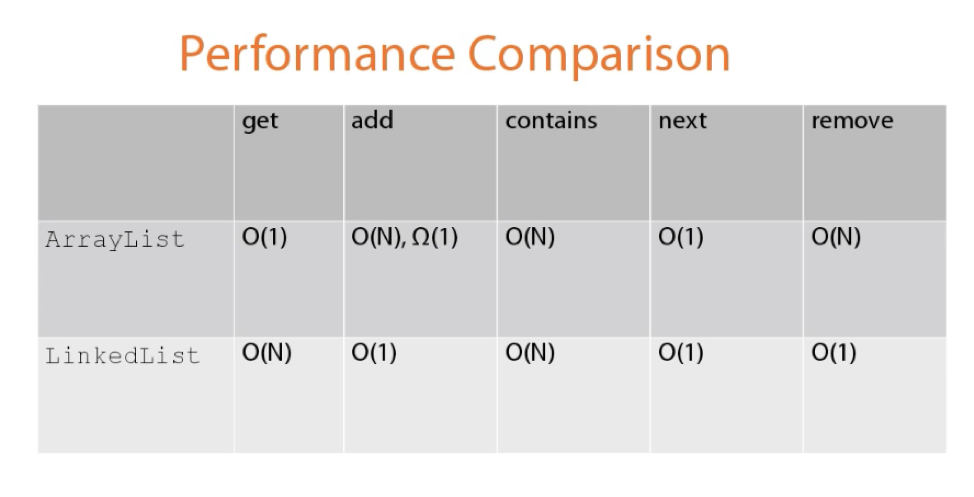 Performance Comparison
get add contains next remove
ArrayList O(1) O(N), Ω(1) O(N) O(1) O(N)
LinkedList O(N) O(1) O(N) O(1) O(1)